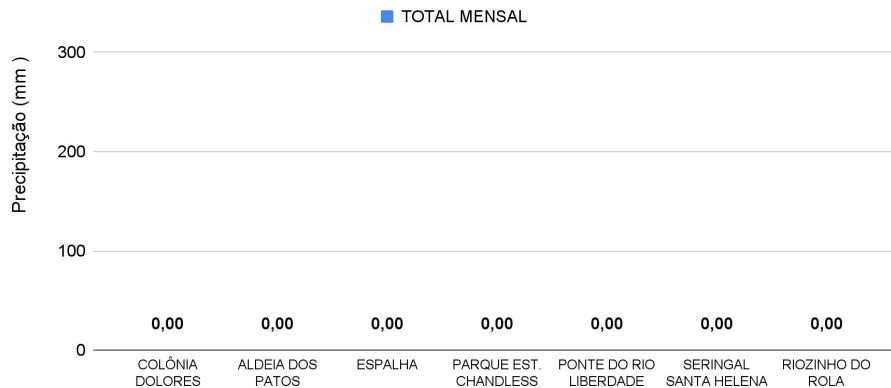 TOTAL MENSAL
Precipitação (mm )
300
200
100
0
0,00 0,00 0,00 0,00 0,00 0,00 0,00
COLÔNIA DOLORES
ALDEIA DOS PATOS
ESPALHA
PARQUE EST. CHANDLESS
PONTE DO RIO LIBERDADE
SERINGAL SANTA HELENA
RIOZINHO DO ROLA